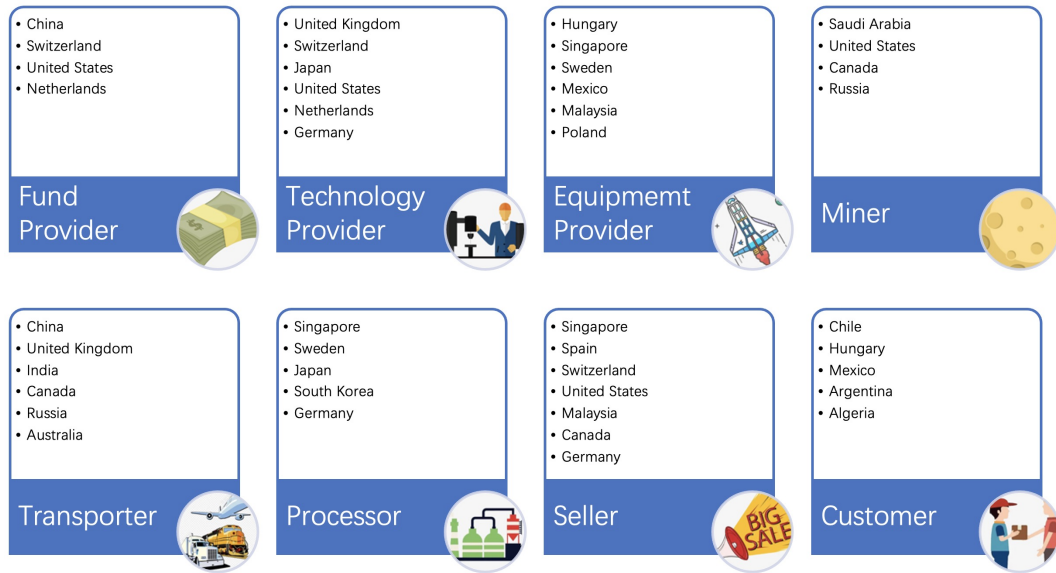 • China
• Switzerland
• United States
• Netherlands
Fund
Provider
• United Kingdom
• Switzerland
• Japan
• United States
• Netherlands
• Germany
Technology
Provider
• Hungary
• Singapore
• Sweden
• Mexico
• Malaysia
• Poland
Equipmemt
Provider
• Saudi Arabia
• United States
• Canada
• Russia
Miner
• China
• United Kingdom
• India
• Canada
• Russia
• Australia
Transporter
• Singapore
• Sweden
• Japan
• South Korea
• Germany
Processor
• Singapore
• Spain
• Switzerland
• United States
• Malaysia
• Canada
• Germany
Seller
BIG
SALE
• Chile
• Hungary
• Mexico
• Argentina
• Algeria
Customer